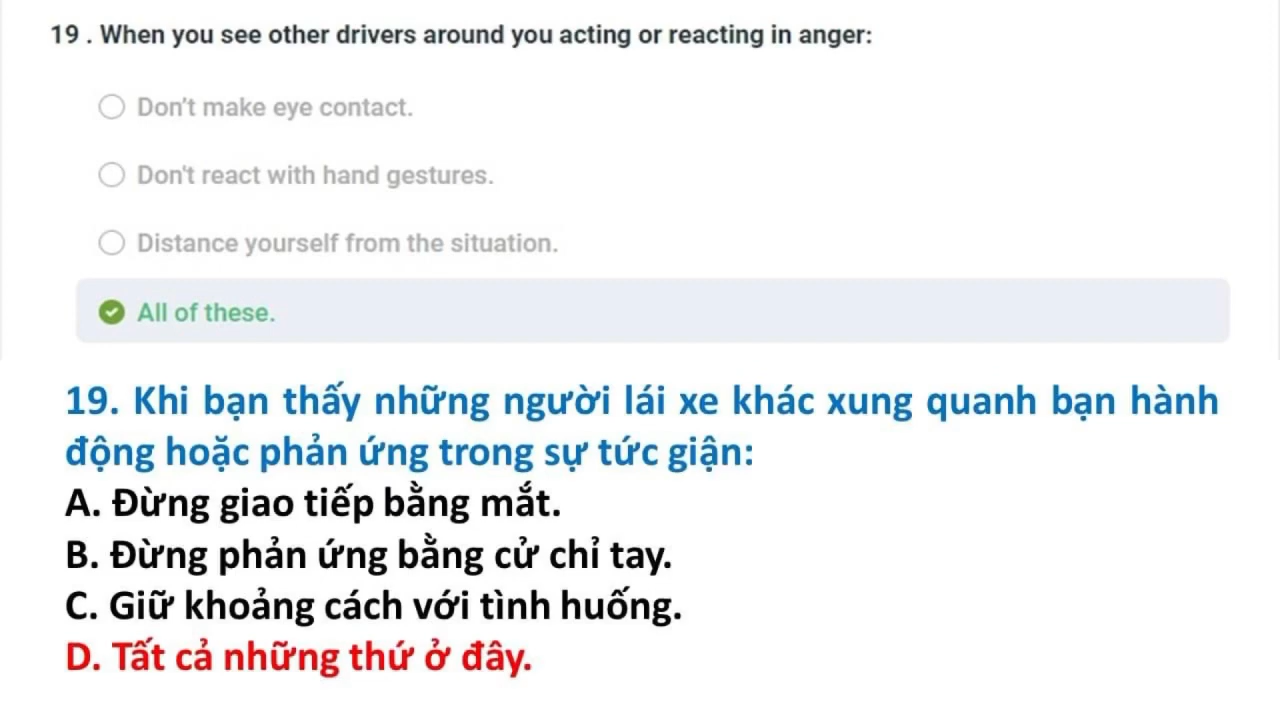 19 . When you see other drivers around you acting or reacting in anger:
Don't make eye contact.
Don't react with hand gestures.
Distance yourself from the situation.
All of these.
19. Khi bạn thấy những người lái xe khác xung quanh bạn hành
động hoặc phản ứng trong sự tức giận:
A. Đừng giao tiếp bằng mắt.
B. Đừng phản ứng bằng cử chỉ tay.
C. Giữ khoảng cách với tình huống.
D. Tất cả những thứ ở đây.